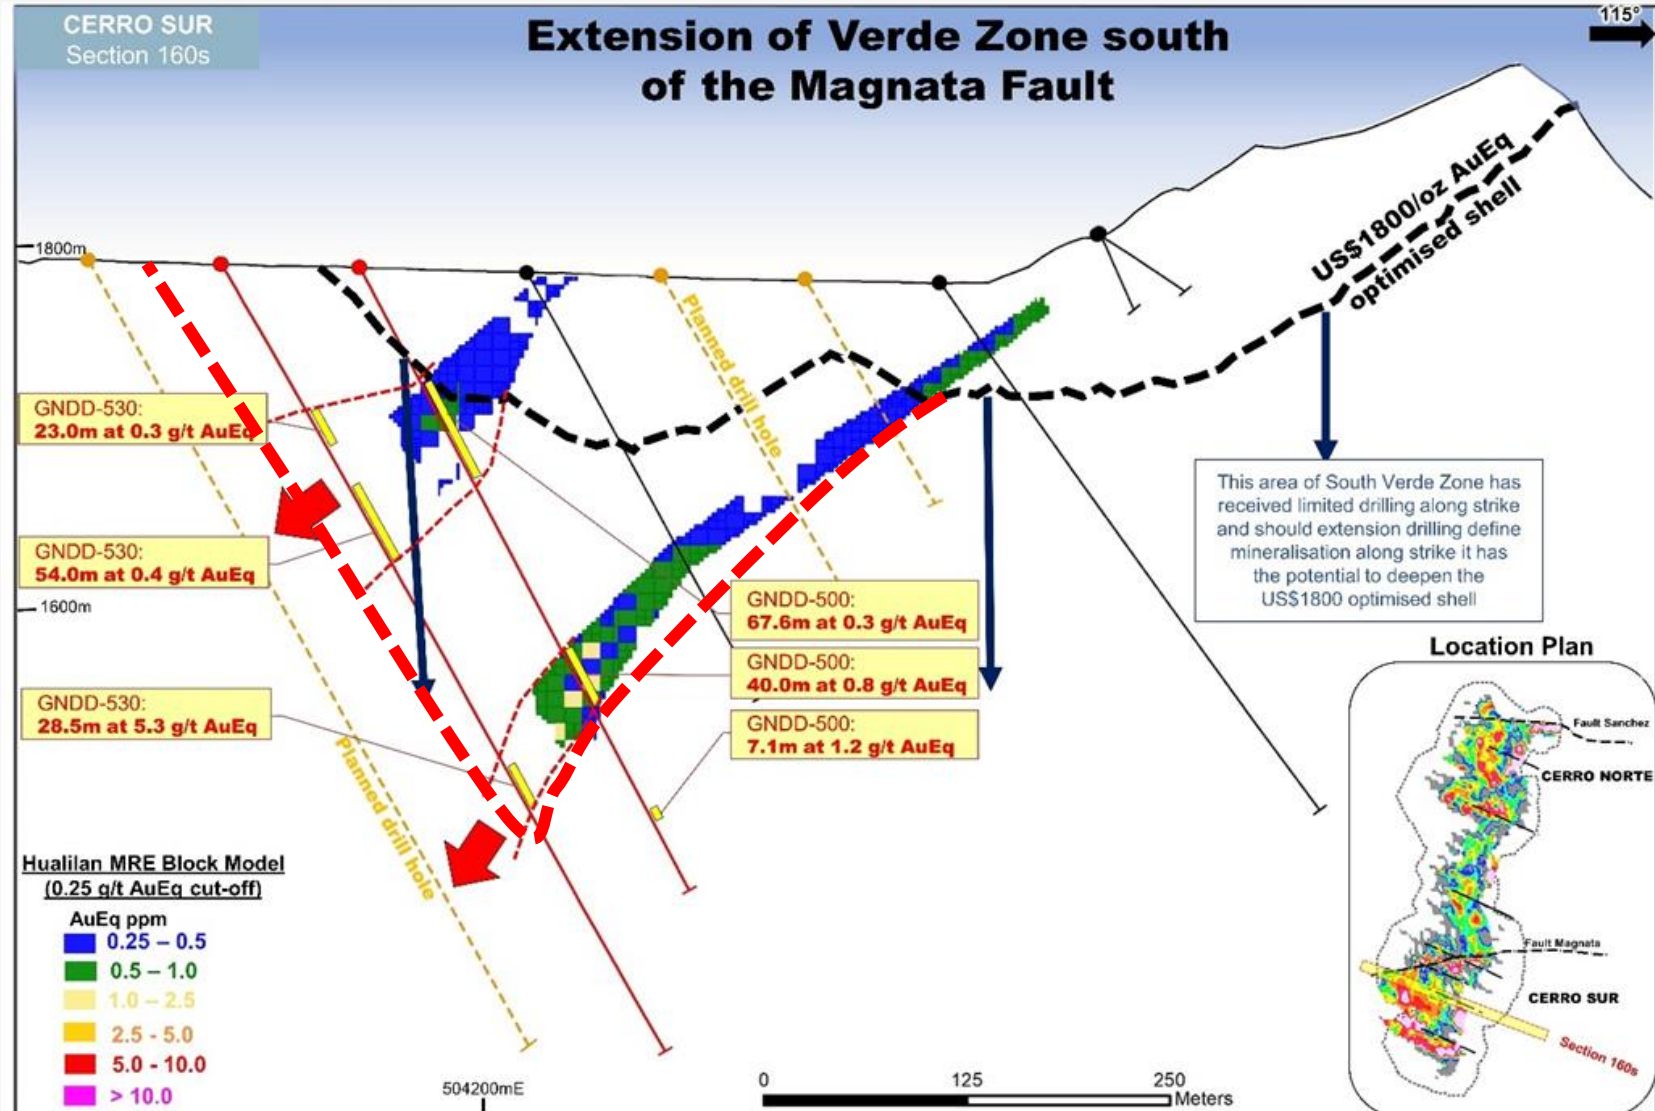 CERRO SUR
Section 160s
Extension of Verde Zone south
of the Magnata Fault
115°
1800m
US$1800/oz AuEq
optimised shell
Planned drill hole
GNDD-530:
23.0m at 0.3 g/t AuEq
GNDD-530:
54.0m at 0.4 g/t AuEq
1600m
GNDD-530:
28.5m at 5.3 g/t AuEq
GNDD-500:
67.6m at 0.3 g/t AuEq
GNDD-500:
40.0m at 0.8 g/t AuEq
GNDD-500:
7.1m at 1.2 g/t AuEq
This area of South Verde Zone has
received limited drilling along strike
and should extension drilling define
mineralisation along strike it has
the potential to deepen the
US$1800 optimised shell
Planned drill hole
Location Plan
Fault Sanchez
CERRO NORTE
Fault Magnata
CERRO SUR
Section 160s
Hualilan MRE Block Model
(0.25 g/t AuEq cut-off)
AuEq ppm
0.25 – 0.5
0.5 – 1.0
1.0 – 2.5
2.5 - 5.0
5.0 - 10.0
> 10.0
504200mE
0 125 250
Meters